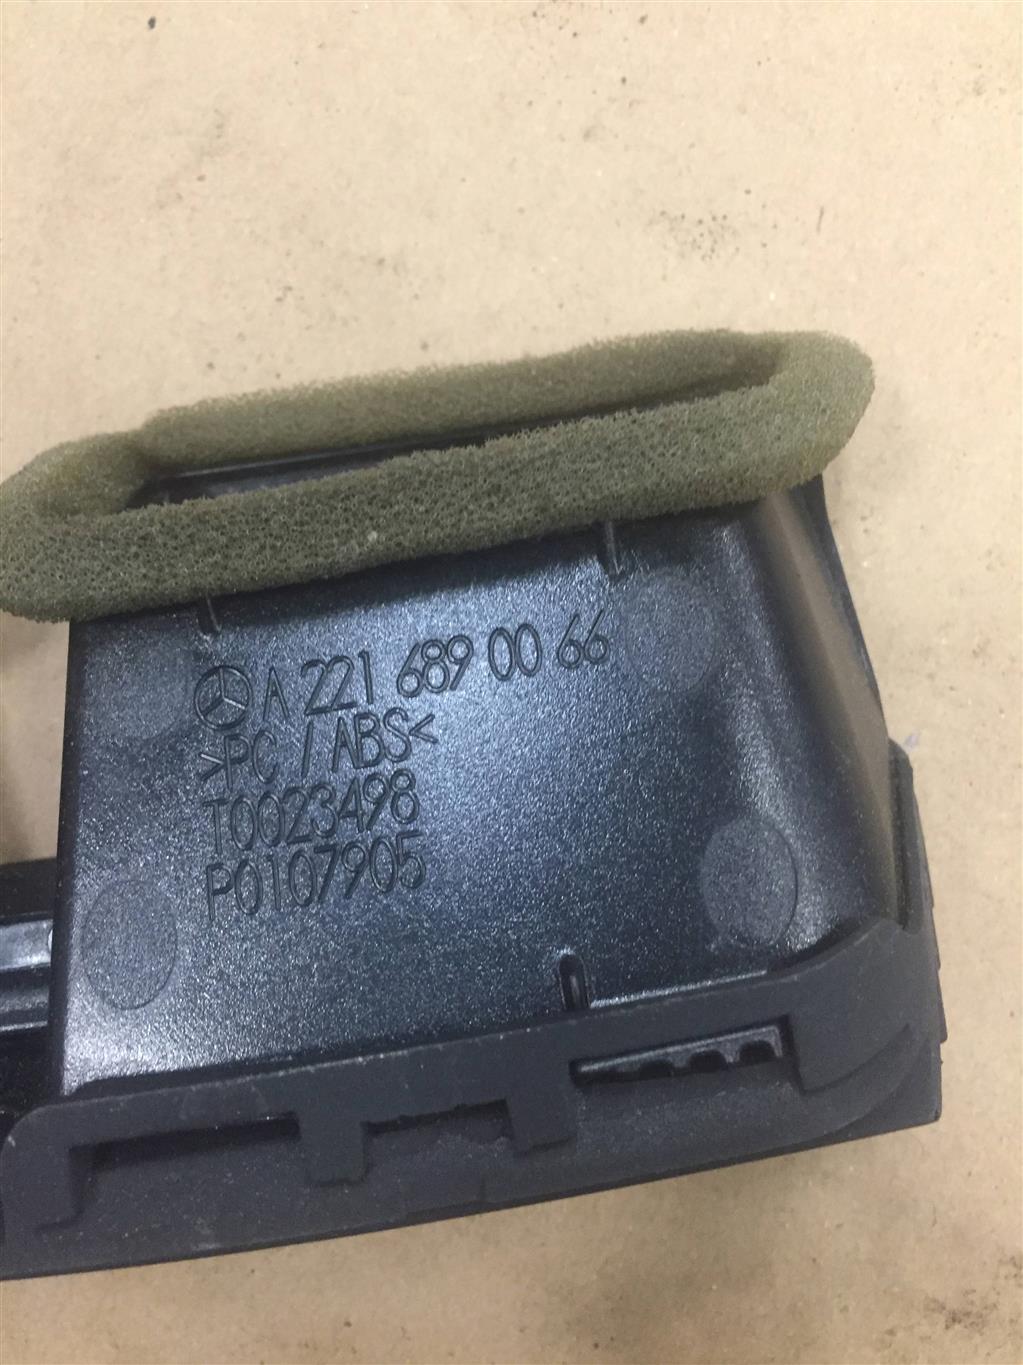 A 221 689 00 66
>PC / ABS<
T0023498
P0107905